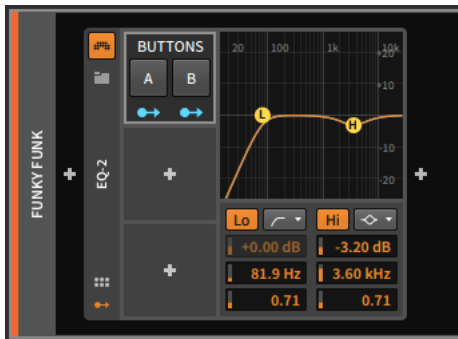 FUNKY FUNK
EQ-2
BUTTONS
A B
20 100 1k 10k
+20
+10
L
H
-10
-20
Lo Hi
+0.00 dB -3.20 dB
81.9 Hz 3.60 kHz
0.71 0.71